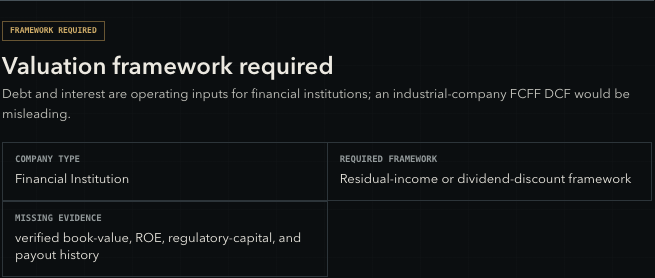 FRAMEWORK REQUIRED
Valuation framework required
Debt and interest are operating inputs for financial institutions; an industrial-company FCFF DCF would be
misleading.
COMPANY TYPE
Financial Institution
REQUIRED FRAMEWORK
Residual-income or dividend-discount framework
MISSING EVIDENCE
verified book-value, ROE, regulatory-capital, and
payout history